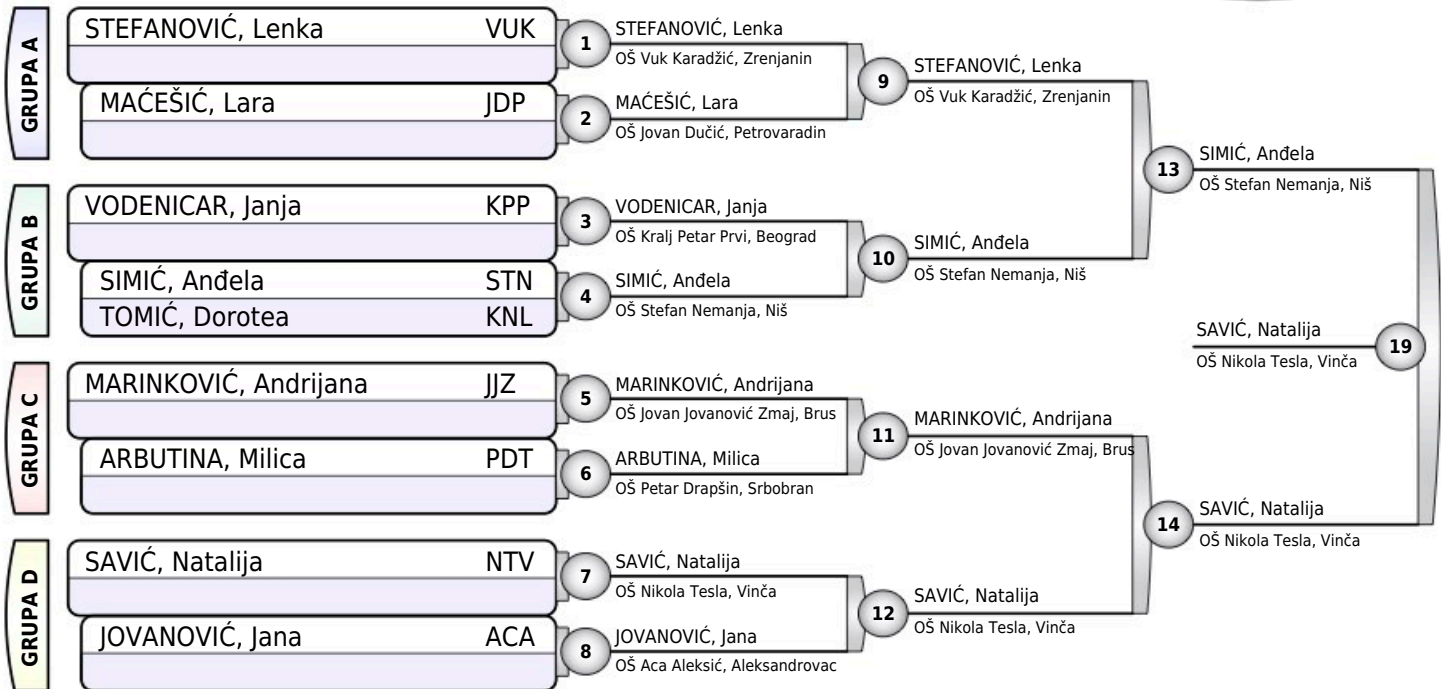 GRUPA A
STEFANOVIĆ, Lenka VUK
MAĆEŠIĆ, Lara JDP
GRUPA B
VODENICAR, Janja KPP
SIMIĆ, Anđela STN
TOMIĆ, Dorotea KNL
GRUPA C
MARINKOVIĆ, Andrijana JJZ
ARBUTINA, Milica PDT
GRUPA D
SAVIĆ, Natalija NTV
JOVANOVIĆ, Jana ACA
1
STEFANOVIĆ, Lenka
OŠ Vuk Karadžić, Zrenjanin
2
MAĆEŠIĆ, Lara
OŠ Jovan Dučić, Petrovaradin
3
VODENICAR, Janja
OŠ Kralj Petar Prvi, Beograd
4
SIMIĆ, Anđela
OŠ Stefan Nemanja, Niš
5
MARINKOVIĆ, Andrijana
OŠ Jovan Jovanović Zmaj, Brus
6
ARBUTINA, Milica
OŠ Petar Drapšin, Srbobran
7
SAVIĆ, Natalija
OŠ Nikola Tesla, Vinča
8
JOVANOVIĆ, Jana
OŠ Aca Aleksić, Aleksandrovac
9
STEFANOVIĆ, Lenka
OŠ Vuk Karadžić, Zrenjanin
10
SIMIĆ, Anđela
OŠ Stefan Nemanja, Niš
11
MARINKOVIĆ, Andrijana
OŠ Jovan Jovanović Zmaj, Brus
12
SAVIĆ, Natalija
OŠ Nikola Tesla, Vinča
13
SIMIĆ, Anđela
OŠ Stefan Nemanja, Niš
14
SAVIĆ, Natalija
OŠ Nikola Tesla, Vinča
SAVIĆ, Natalija
OŠ Nikola Tesla, Vinča
19